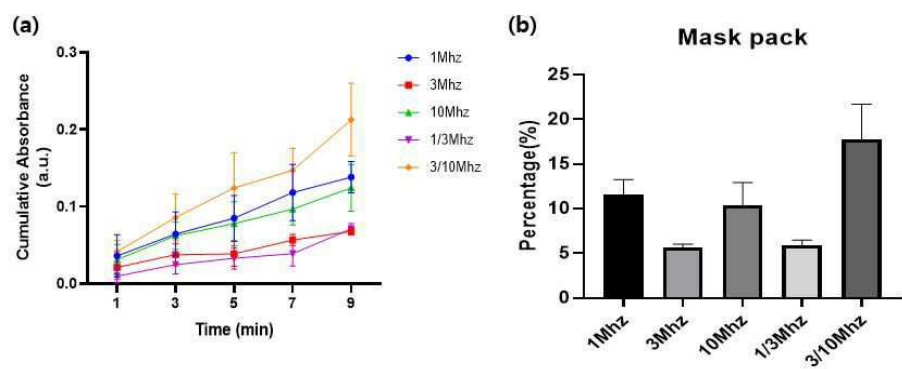 (a)
0.3
0.2
0.1
0.0
Cumulative Absorbance
(a.u.)
1
3
5
7
9
Time (min)
1Mhz
3Mhz
10Mhz
1/3Mhz
3/10Mhz
(b)
Mask pack
25
20
15
10
5
0
Percentage(%)
1Mhz
3Mhz
10Mhz
1/3Mhz
3/10Mhz